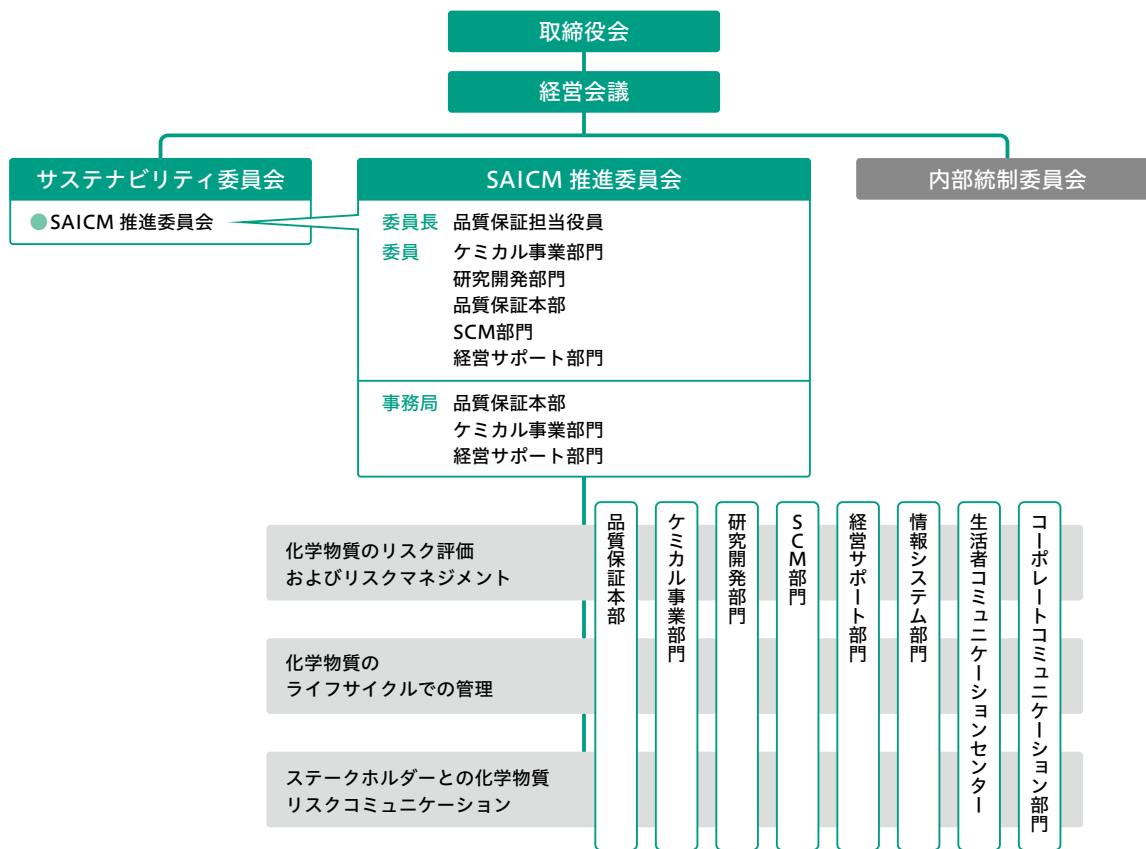 取締役会
経営会議
サステナビリティ委員会
●SAICM 推進委員会
SAICM 推進委員会
委員長 品質保証担当役員
委員 ケミカル事業部門
研究開発部門
品質保証本部
SCM部門
経営サポート部門
事務局 品質保証本部
ケミカル事業部門
経営サポート部門
内部統制委員会
化学物質のリスク評価
およびリスクマネジメント
化学物質の
ライフサイクルでの管理
ステークホルダーとの化学物質
リスクコミュニケーション
品質保証本部
ケミカル事業部門
研究開発部門
SCM部門
経営サポート部門
情報システム部門
生活者コミュニケーションセンター
コーポレートコミュニケーション部門